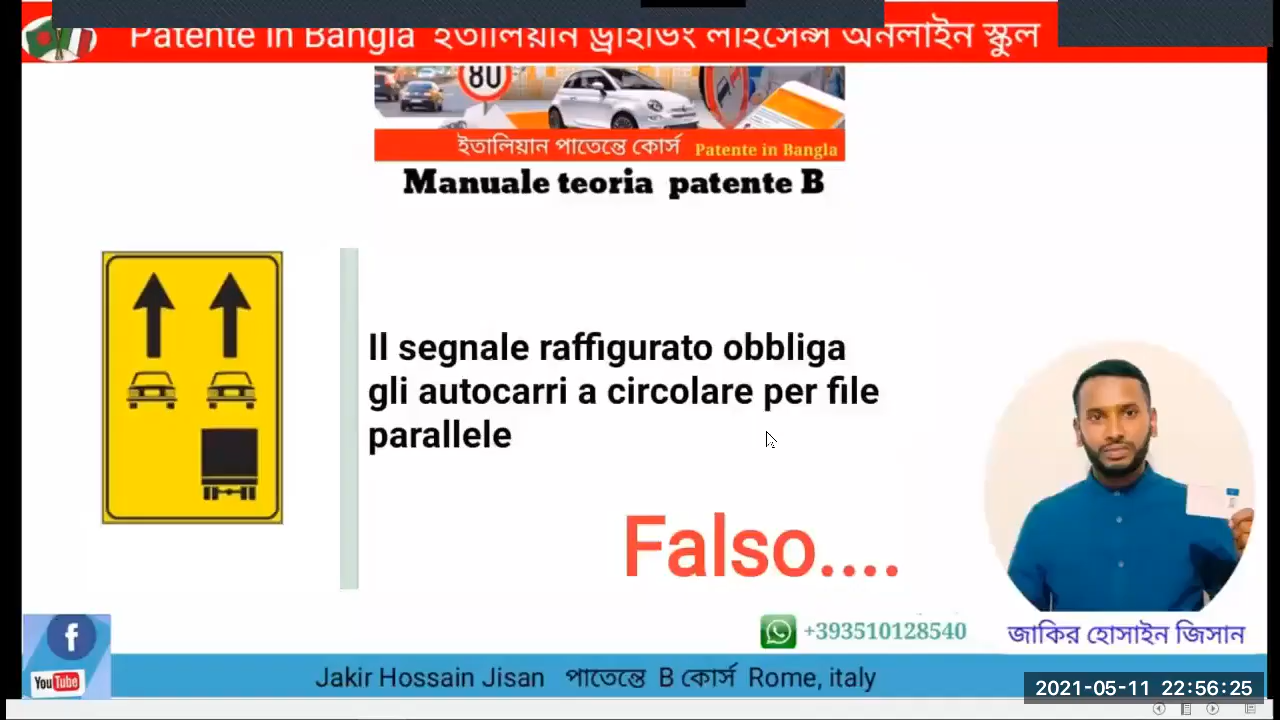 Patente in Bangla ইতালিয়ান ড্রাইভিং লাইসেন্স অনলাইন স্কুল
80
ইতালিয়ান পাতেন্তে কোর্স Patente in Bangla
Manuale teoria patente B
Il segnale raffigurato obbliga
gli autocarri a circolare per file
parallele
Falso....
+393510128540
জাকির হোসাইন জিসান
f
You Tube
Jakir Hossain Jisan পাতেন্তে B কোর্স Rome, italy
2021-05-11 22:56:25